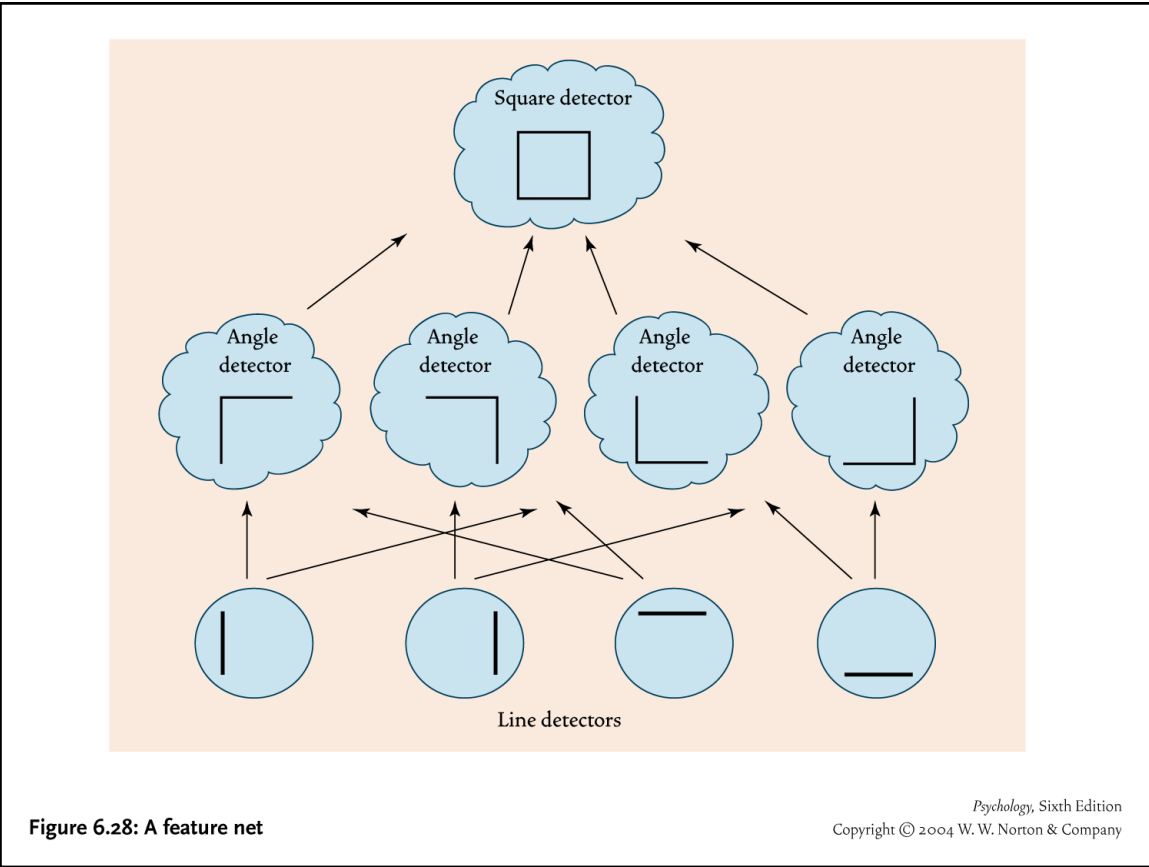 Square detector
Angle
detector
Angle
detector
Angle
detector
Angle
detector
Line detectors
Figure 6.28: A feature net
Psychology, Sixth Edition
Copyright © 2004 W. W. Norton & Company